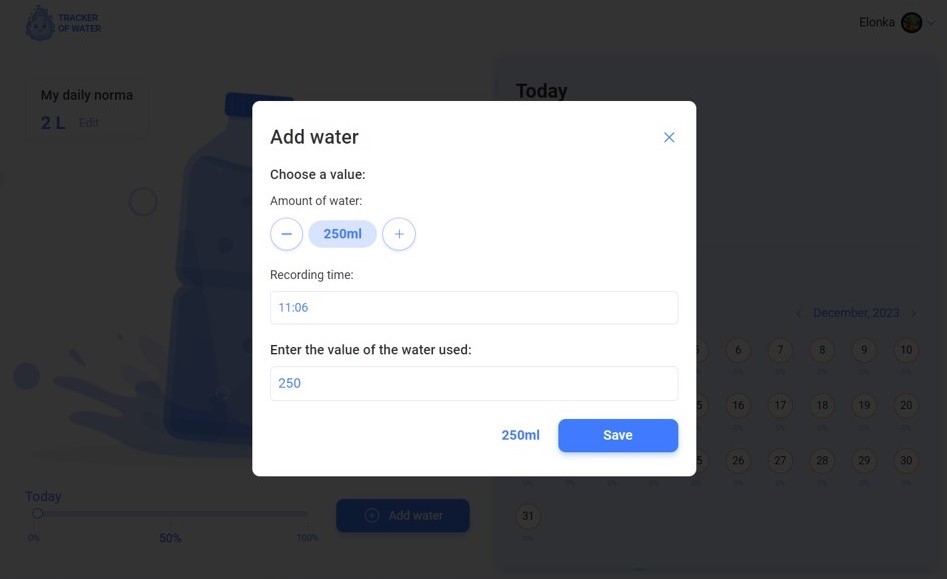 TRACKER
OF WATER
Elonka
My daily norma
2 L Edit
Today
Add water
Choose a value:
Amount of water:
250ml
Recording time:
11:06
Enter the value of the water used:
250
250ml Save
December, 2023
6 7 8 9 10
16 17 18 19 20
26 27 28 29 30
31
Today
0% 50% 100%
Add water